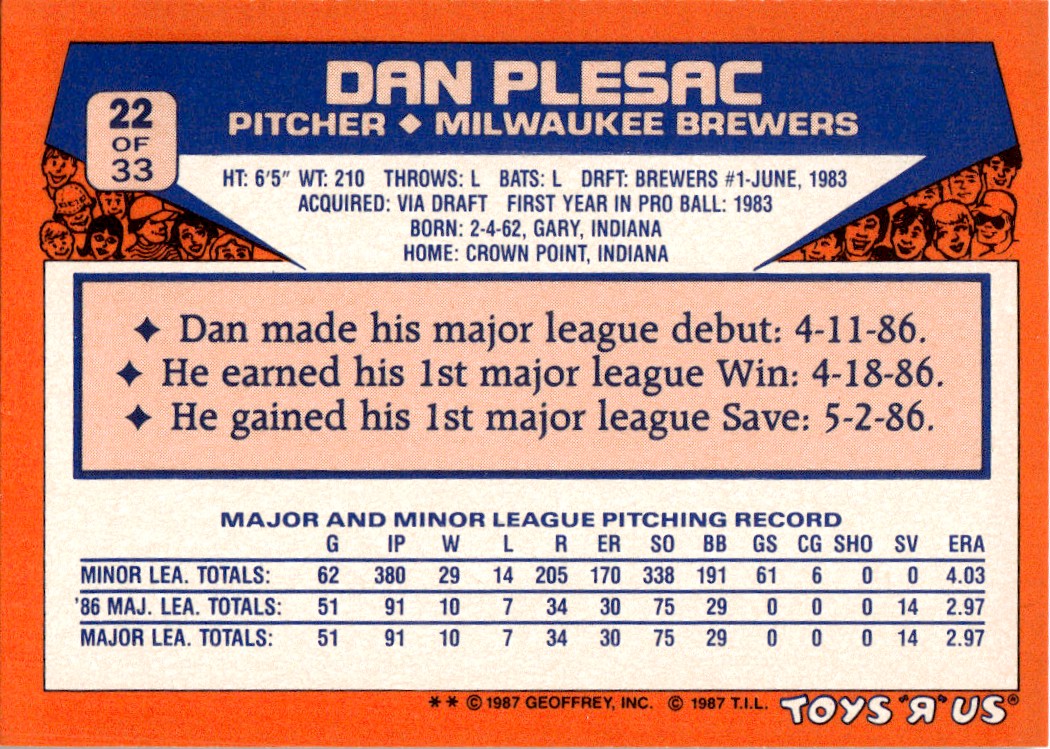 DAN PLESAC
PITCHER ◆ MILWAUKEE BREWERS
22
OF
33
HT: 6'5" WT: 210 THROWS: L BATS: L DRFT: BREWERS #1-JUNE, 1983
ACQUIRED: VIA DRAFT FIRST YEAR IN PRO BALL: 1983
BORN: 2-4-62, GARY, INDIANA
HOME: CROWN POINT, INDIANA
✦ Dan made his major league debut: 4-11-86.
✦ He earned his 1st major league Win: 4-18-86.
✦ He gained his 1st major league Save: 5-2-86.
MAJOR AND MINOR LEAGUE PITCHING RECORD
G IP W L R ER SO BB GS CG SHO SV ERA
MINOR LEA. TOTALS: 62 380 29 14 205 170 338 191 61 6 0 0 4.03
'86 MAJ. LEA. TOTALS: 51 91 10 7 34 30 75 29 0 0 0 14 2.97
MAJOR LEA. TOTALS: 51 91 10 7 34 30 75 29 0 0 0 14 2.97
** © 1987 GEOFFREY, INC. © 1987 T.I.L. TOYS "Я" US®